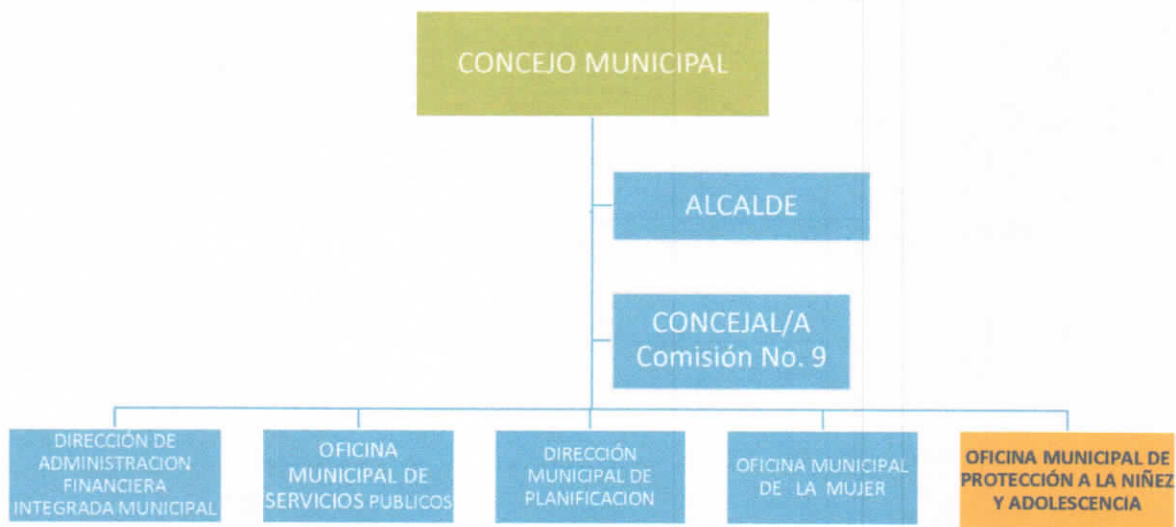 CONCEJO MUNICIPAL
ALCALDE
CONCEJAL/A
Comisión No. 9
DIRECCIÓN DE
ADMINISTRACION
FINANCIERA
INTEGRADA MUNICIPAL
OFICINA
MUNICIPAL DE
SERVICIOS PUBLICOS
DIRECCIÓN
MUNICIPAL DE
PLANIFICACION
OFICINA MUNICIPAL
DE LA MUJER
OFICINA MUNICIPAL DE
PROTECCIÓN A LA NIÑEZ
Y ADOLESCENCIA